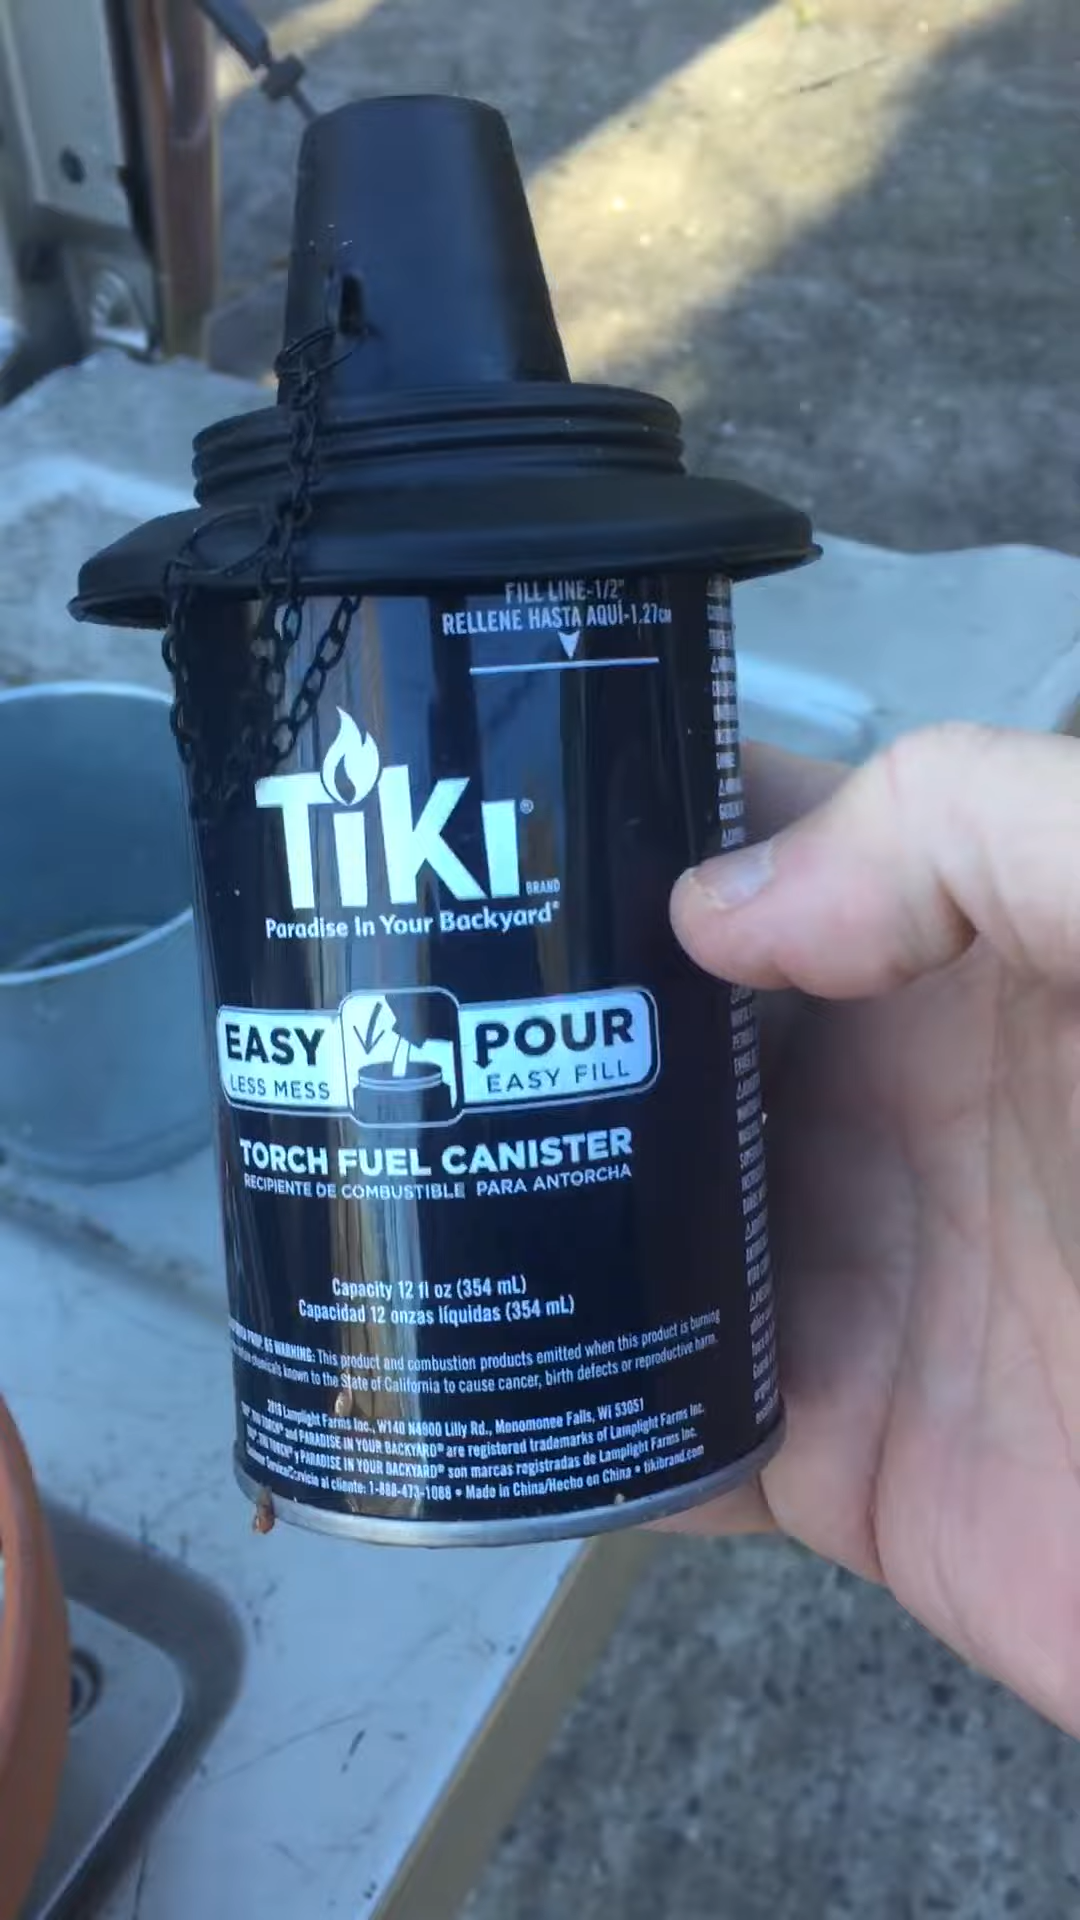 FILL LINE-1/2"
RELLENE HASTA AQUÍ-1.27cm
TiKi®
BRAND
Paradise In Your Backyard®
EASY POUR
LESS MESS EASY FILL
TORCH FUEL CANISTER
RECIPIENTE DE COMBUSTIBLE PARA ANTORCHA
Capacity 12 fl oz (354 mL)
Capacidad 12 onzas líquidas (354 mL)
PROP. 65 WARNING: This product and combustion products emitted when this product is burning
chemicals known to the State of California to cause cancer, birth defects or reproductive harm.
Lamplight Farms Inc., W140 N4900 Lilly Rd., Menomonee Falls, WI 53051
and PARADISE IN YOUR BACKYARD® are registered trademarks of Lamplight Farms Inc.
y PARADISE IN YOUR BACKYARD® son marcas registradas de Lamplight Farms Inc.
Service/Servicio al cliente: 1-888-473-1088 • Made in China/Hecho en China • tikibrand.com